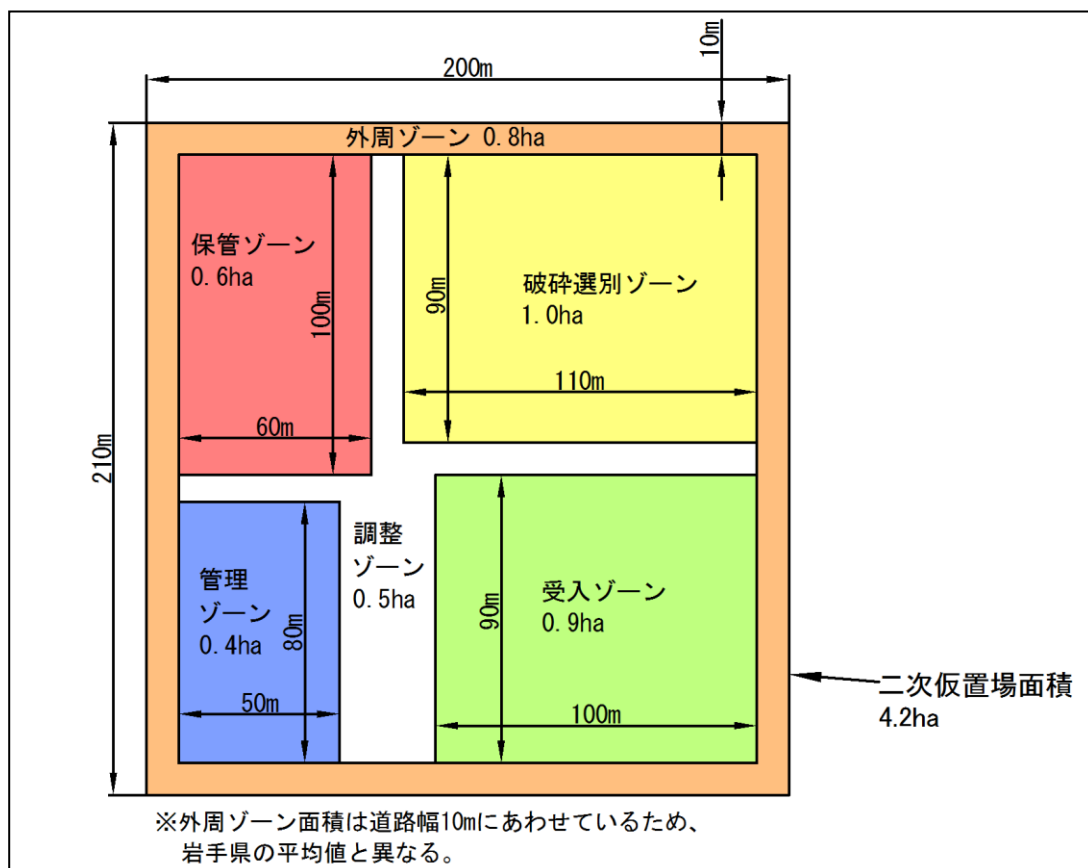 10m
200m
外周ゾーン 0.8ha
保管ゾーン
0.6ha
100m
60m
破砕選別ゾーン
1.0ha
90m
110m
210m
調整
ゾーン
0.5ha
管理
ゾーン
0.4ha
80m
50m
受入ゾーン
0.9ha
90m
100m
二次仮置場面積
4.2ha
※外周ゾーン面積は道路幅10mにあわせているため、
岩手県の平均値と異なる。